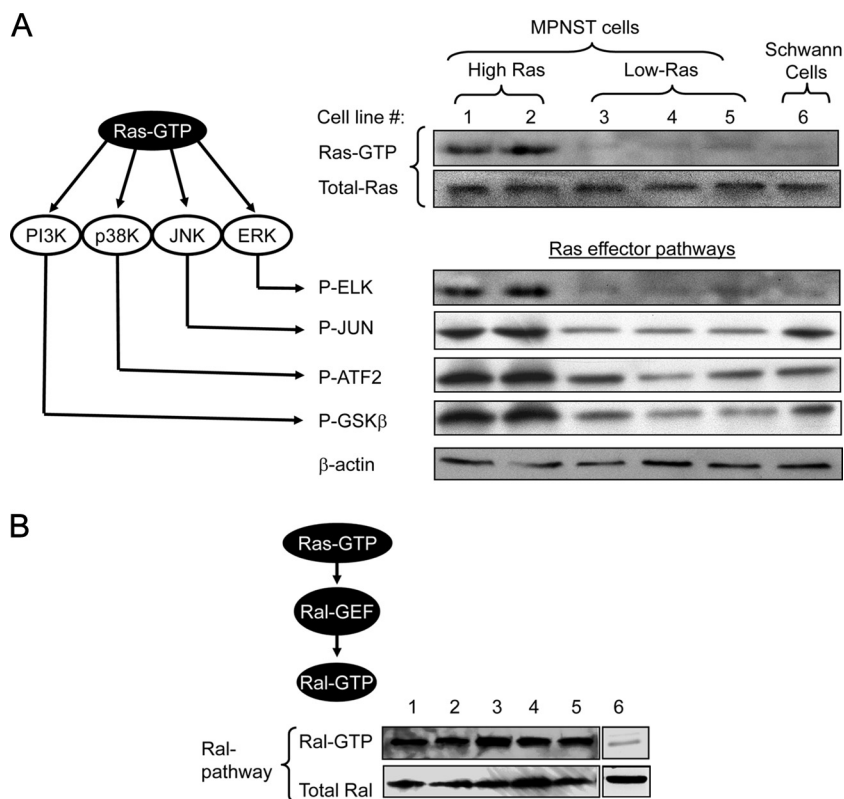 A
MPNST cells
High Ras Low-Ras
Schwann
Cells
Cell line #: 1 2 3 4 5 6
Ras-GTP
Ras-GTP
Total-Ras
PI3K p38K JNK ERK
Ras effector pathways
P-ELK
P-JUN
P-ATF2
P-GSKβ
β-actin
B
Ras-GTP
Ral-GEF
Ral-GTP
1 2 3 4 5 6
Ral-
pathway
Ral-GTP
Total Ral